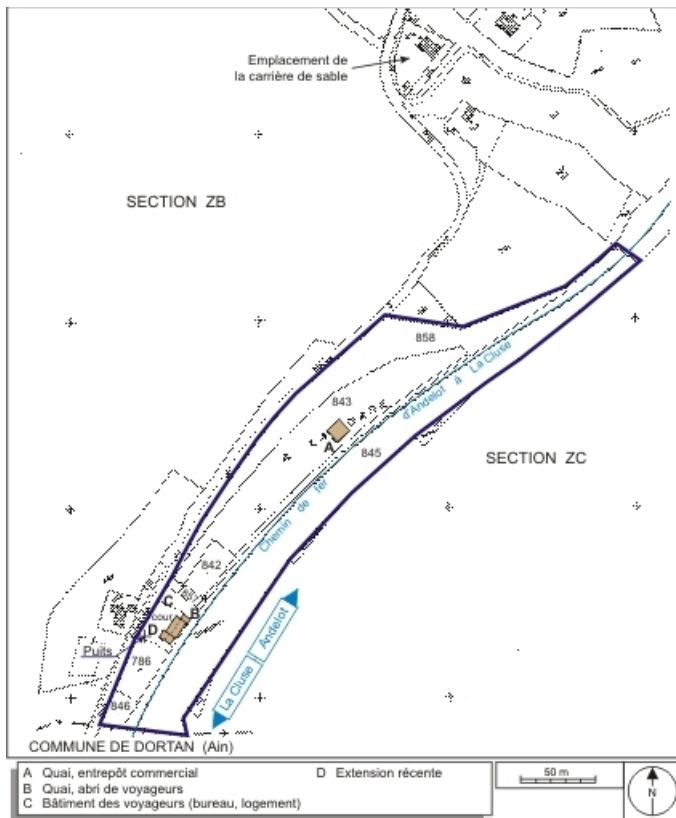 Emplacement de
la carrière de sable
SECTION ZB
858
843
d'Andelot à La Cluse
A
845
SECTION ZC
Chemin de fer
842
C
B
cour
D
Puits
786
Andelot
La Cluse
846
COMMUNE DE DORTAN (Ain)
A Quai, entrepôt commercial
D Extension récente
B Quai, abri de voyageurs
C Bâtiment des voyageurs (bureau, logement)
50 m
N